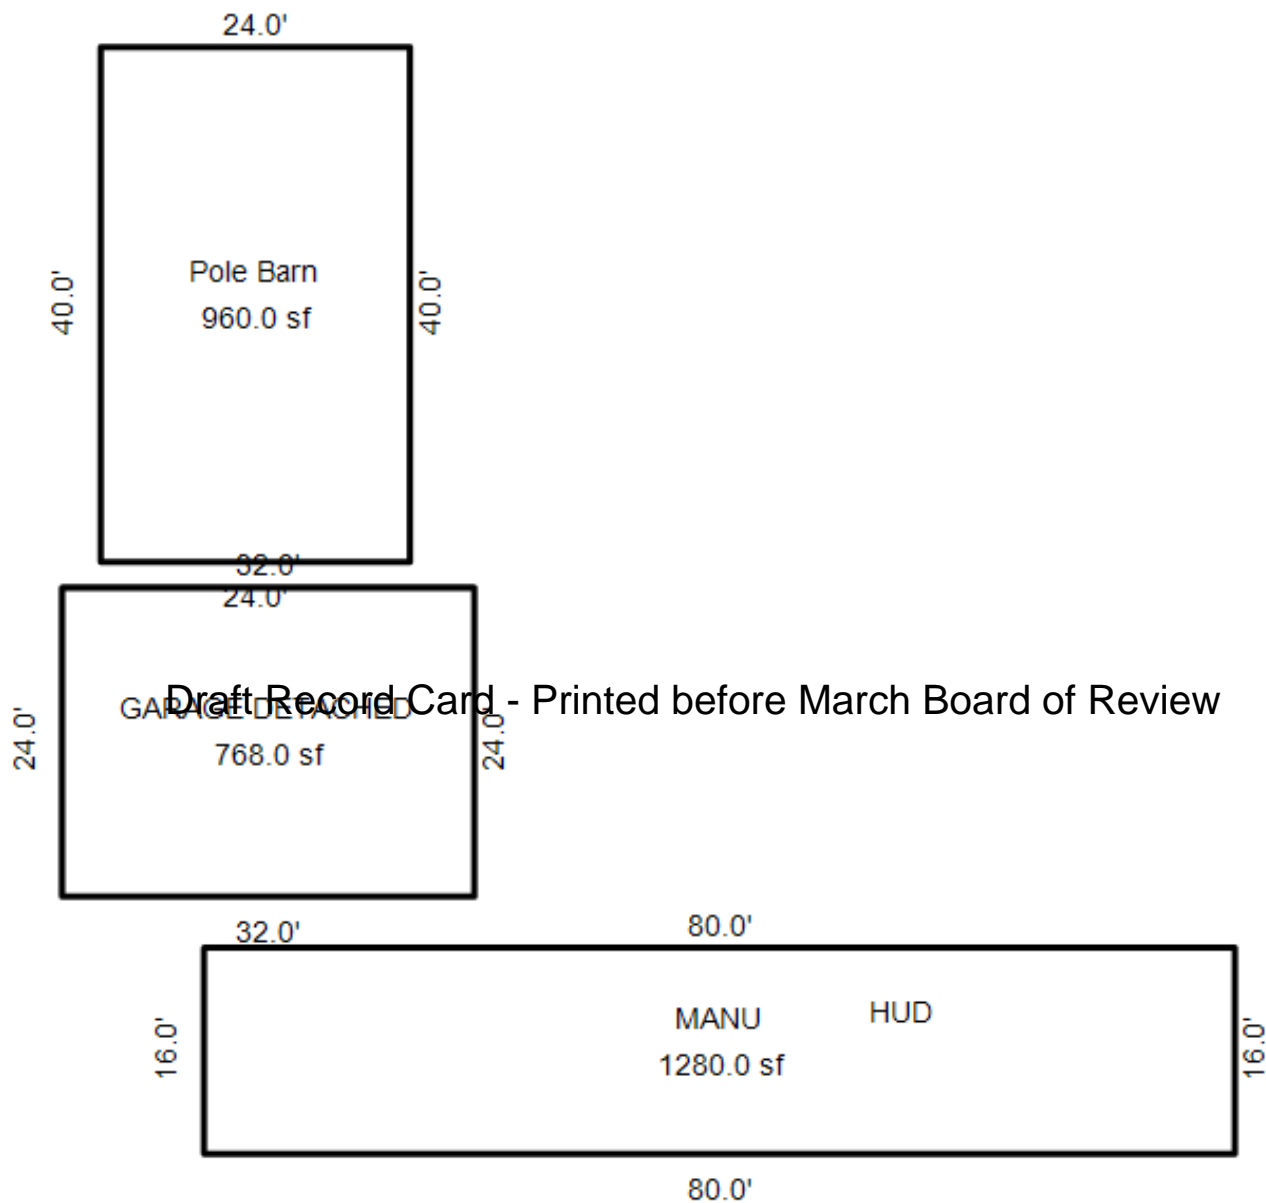 24.0'
40.0'
Pole Barn
960.0 sf
40.0'
32.0'
24.0'
24.0'
GARAGE DETACHED
Draft Record Card - Printed before March Board of Review
768.0 sf
24.0'
32.0'
80.0'
16.0'
MANU
HUD
1280.0 sf
16.0'
80.0'